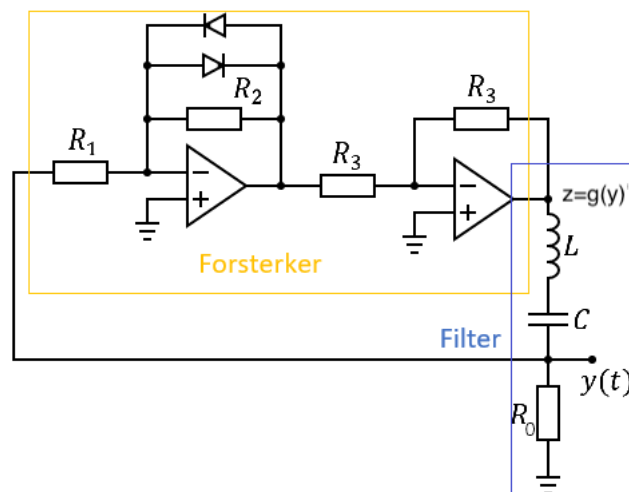 R₂
R₃
R₁
R₃
−
+
−
+
z=g(y)'
L
Forsterker
C
Filter
y(t)
R₀